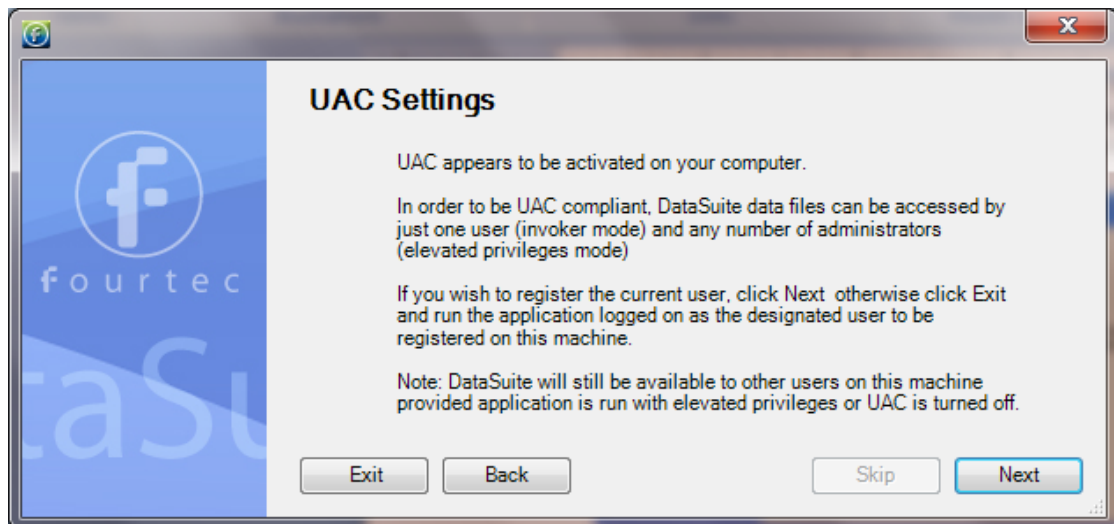 UAC Settings
UAC appears to be activated on your computer.
In order to be UAC compliant, DataSuite data files can be accessed by
just one user (invoker mode) and any number of administrators
(elevated privileges mode)
fourtec
If you wish to register the current user, click Next  otherwise click Exit
and run the application logged on as the designated user to be
registered on this machine.
taSu
Note: DataSuite will still be available to other users on this machine
provided application is run with elevated privileges or UAC is turned off.
Exit Back Skip Next